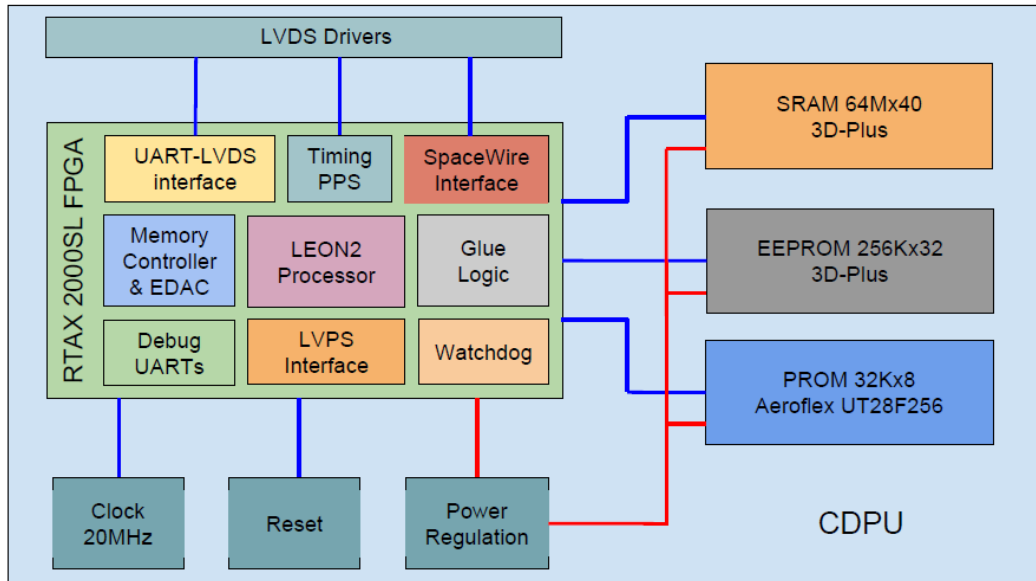 LVDS Drivers
SRAM 64Mx40
3D-Plus
RTAX 2000SL FPGA
UART-LVDS
interface
Timing
PPS
SpaceWire
Interface
Memory
Controller
& EDAC
LEON2
Processor
Glue
Logic
EEPROM 256Kx32
3D-Plus
Debug
UARTs
LVPS
Interface
Watchdog
PROM 32Kx8
Aeroflex UT28F256
Clock
20MHz
Reset
Power
Regulation
CDPU